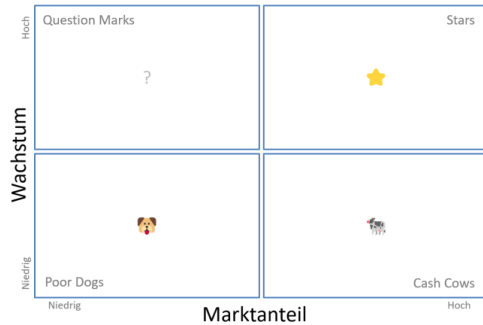 Hoch
Question Marks
Stars
?
Wachstum
Niedrig
Poor Dogs
Cash Cows
Niedrig
Marktanteil
Hoch